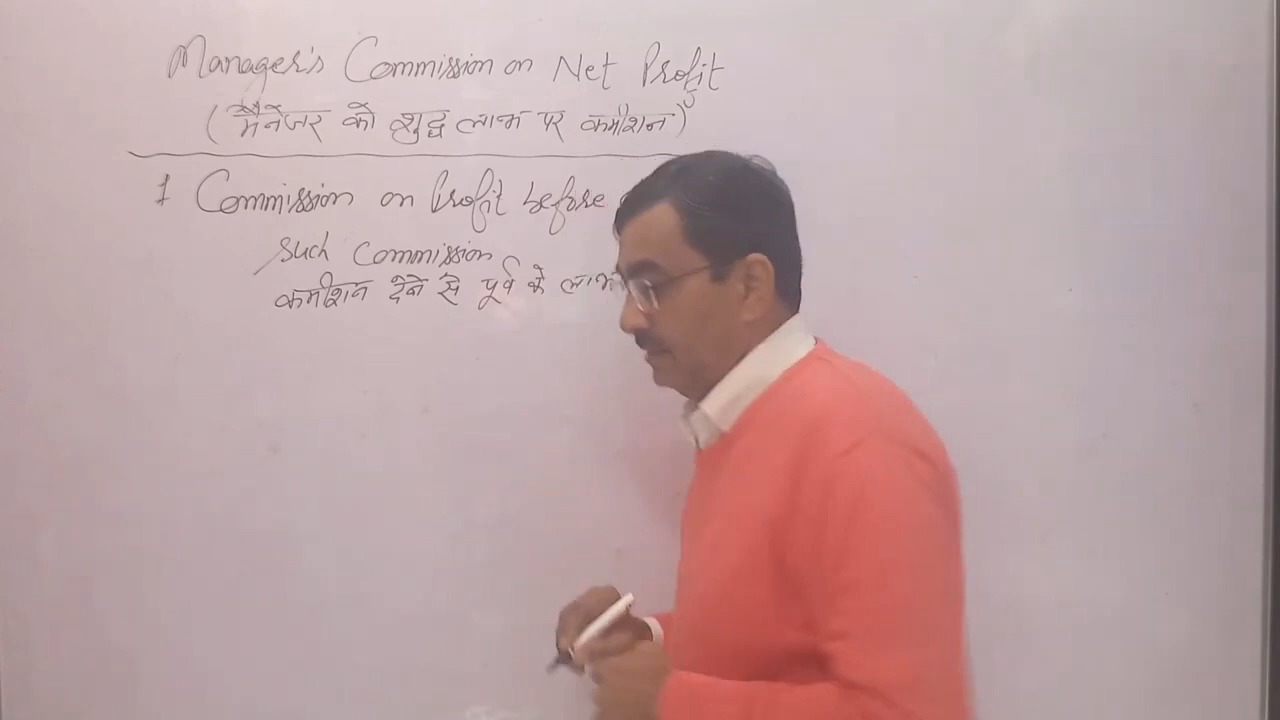 Manager's Commission on Net Profit
(मैनेजर को शुद्ध लाभ पर कमीशन)
1 Commission on Profit before
such Commission
कमीशन देने से पूर्व के लाभ